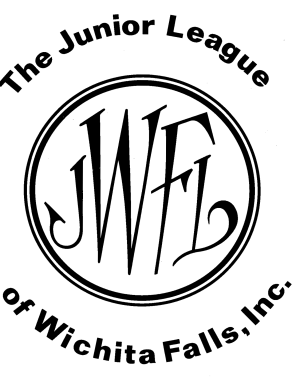 The Junior League
JWFL
of Wichita Falls, Inc.